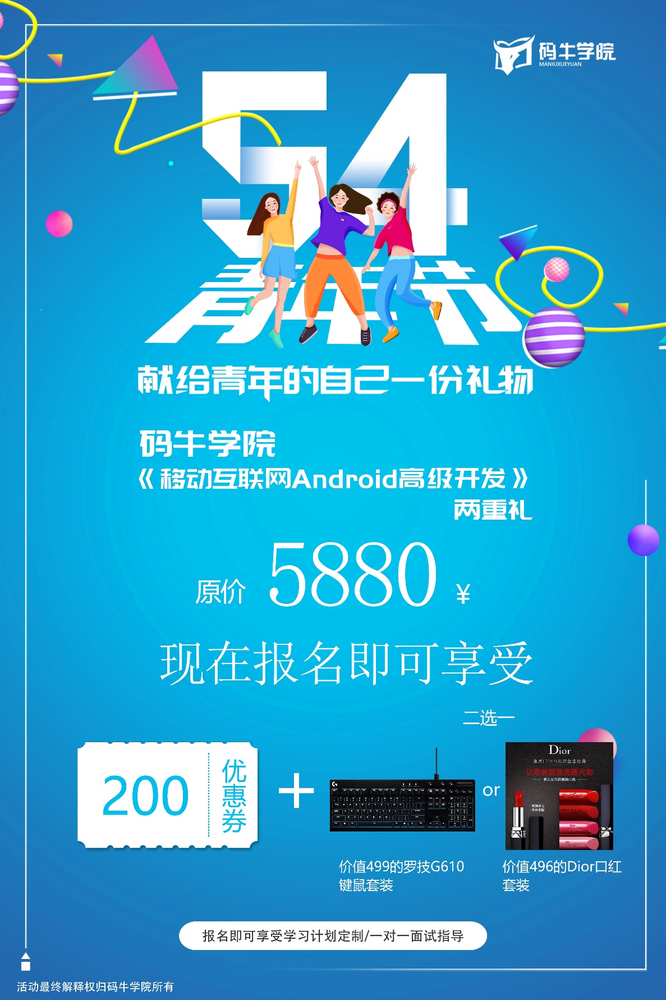 码牛学院
MANIUXUEYUAN
54
青年节
献给青年的自己一份礼物
码牛学院
《移动互联网Android高级开发》
两重礼
原价 5880 ¥
现在报名即可享受
二选一
200 优惠券
+
or
Dior
让双唇绽放亮丽光彩
价值499的罗技G610
键鼠套装
价值496的Dior口红
套装
报名即可享受学习计划定制/一对一面试指导
活动最终解释权归码牛学院所有